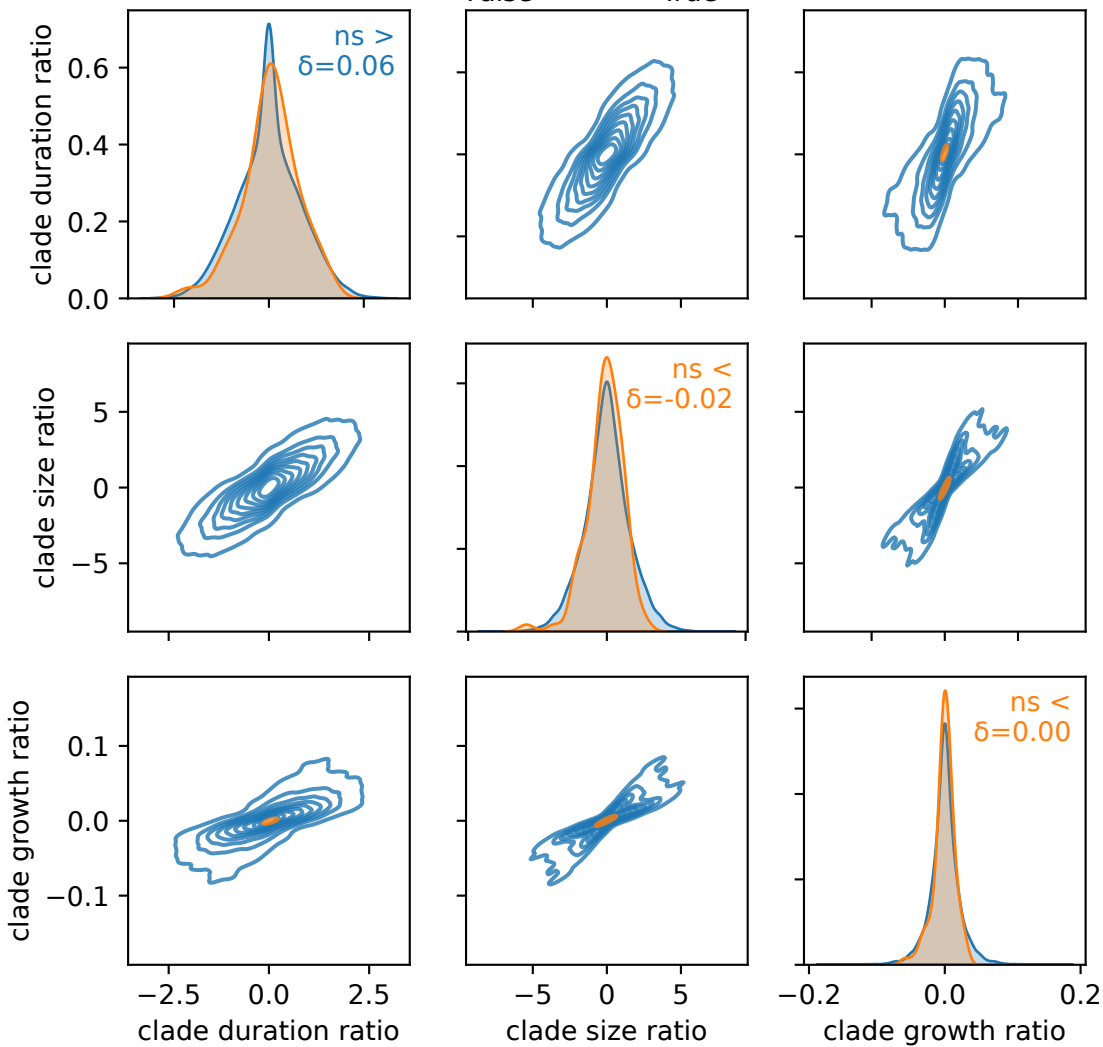 clade duration ratio
0.6
0.4
0.2
0.0
ns >
δ=0.06
clade size ratio
5
0
−5
ns <
δ=-0.02
clade growth ratio
0.1
0.0
−0.1
ns <
δ=0.00
−2.5
0.0
2.5
clade duration ratio
−5
0
5
clade size ratio
−0.2
0.0
0.2
clade growth ratio